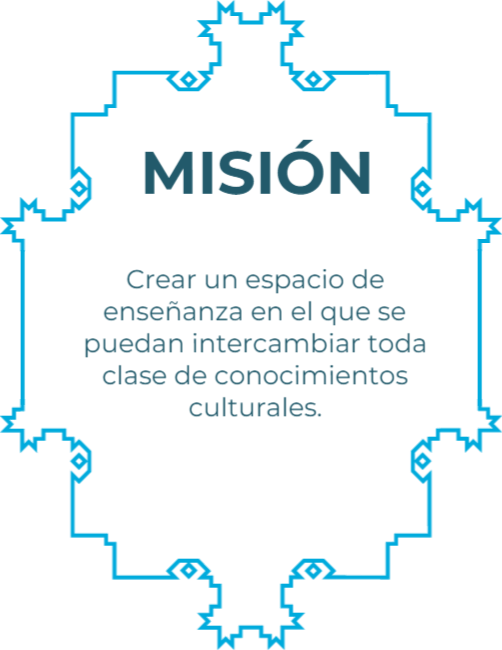 MISIÓN
Crear un espacio de
enseñanza en el que se
puedan intercambiar toda
clase de conocimientos
culturales.